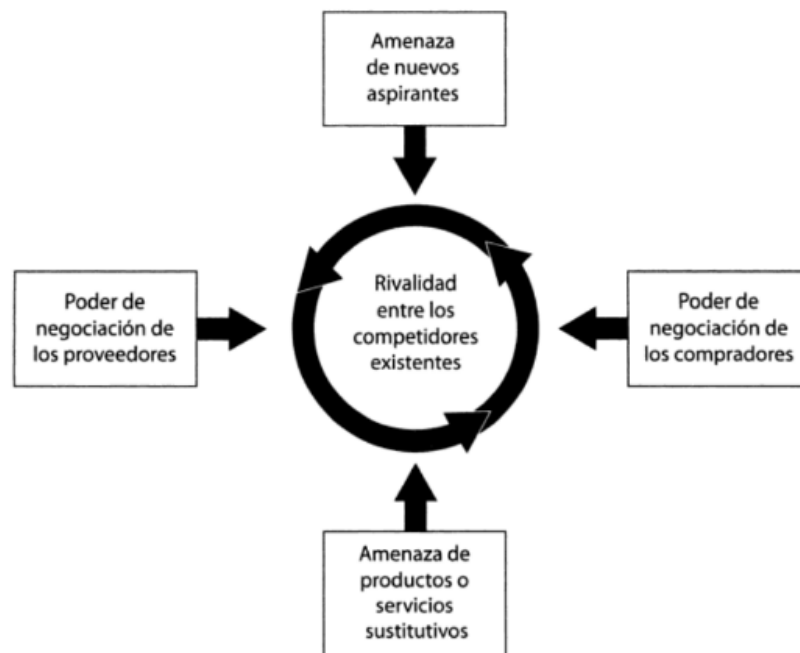 Amenaza
de nuevos
aspirantes
Poder de
negociación de
los proveedores
Rivalidad
entre los
competidores
existentes
Poder de
negociación de
los compradores
Amenaza de
productos o
servicios
sustitutivos